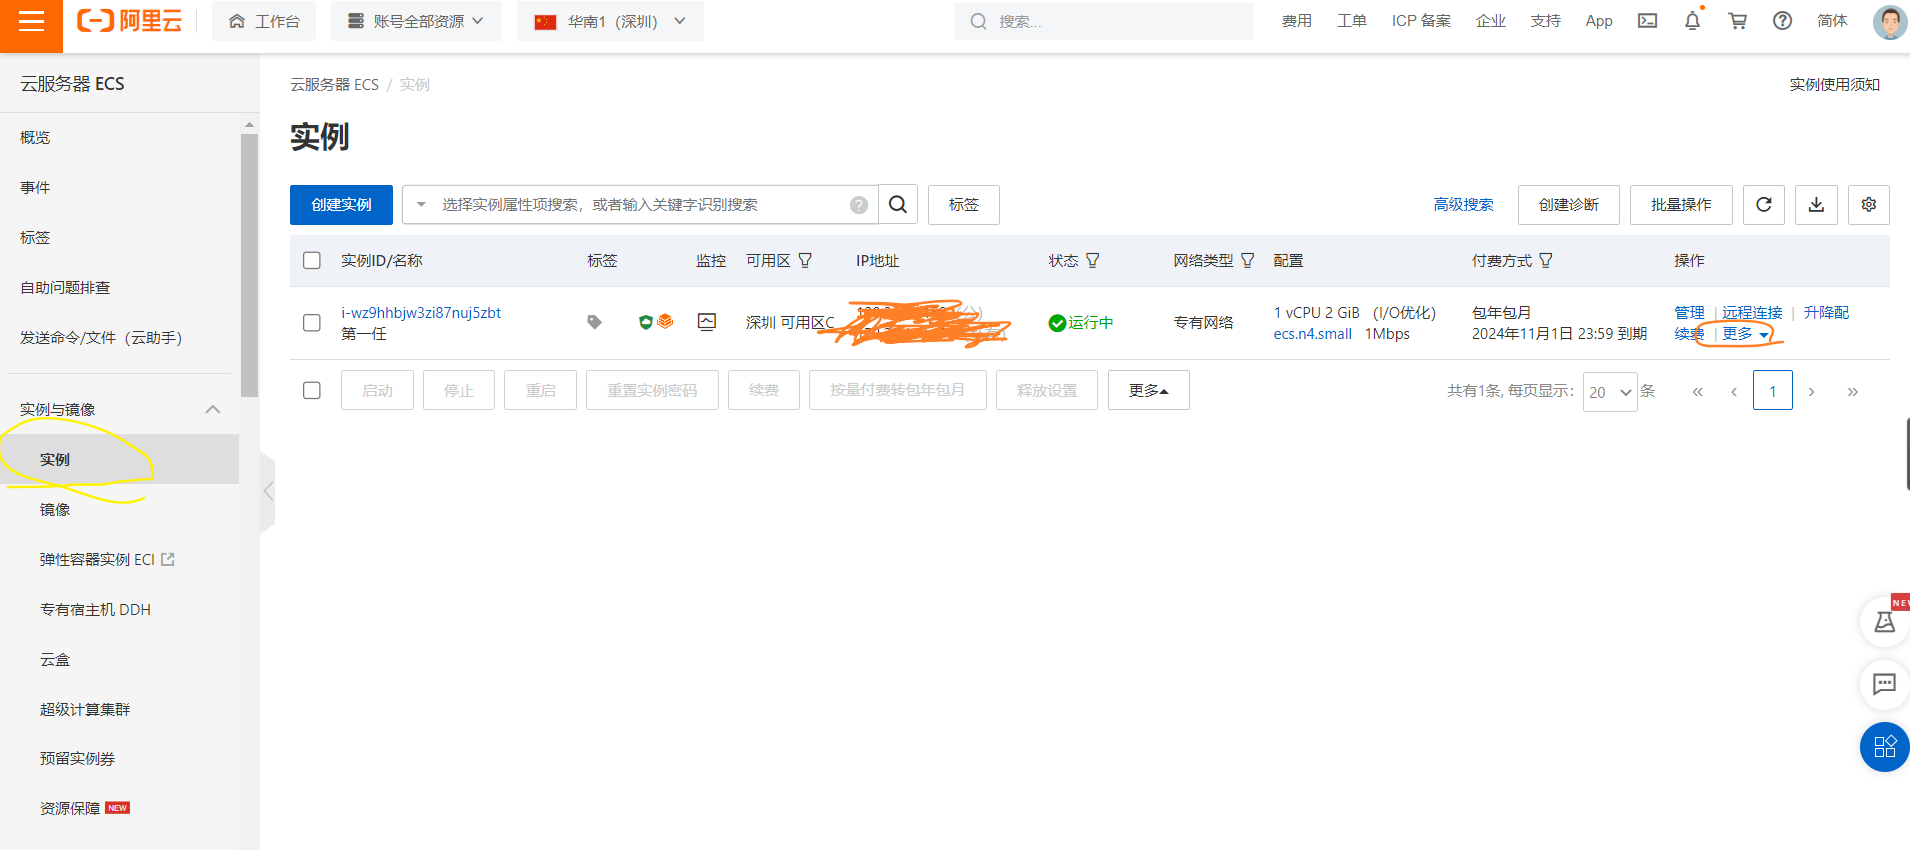 阿里云
工作台
账号全部资源
华南1（深圳）
搜索...
费用
工单
ICP 备案
企业
支持
App
简体
云服务器 ECS
概览
事件
标签
自助问题排查
发送命令/文件（云助手）
实例与镜像
实例
镜像
弹性容器实例 ECI
专有宿主机 DDH
云盒
超级计算集群
预留实例券
资源保障 NEW
云服务器 ECS / 实例
实例使用须知
实例
创建实例
选择实例属性项搜索，或者输入关键字识别搜索
标签
高级搜索
创建诊断
批量操作
实例ID/名称 标签 监控 可用区 IP地址 状态 网络类型 配置 付费方式 操作
i-wz9hhbjw3zi87nuj5zbt
第一任
深圳 可用区C
运行中
专有网络
1 vCPU 2 GiB （I/O优化）
ecs.n4.small 1Mbps
包年包月
2024年11月1日 23:59 到期
管理 | 远程连接 | 升降配
续费 | 更多
启动 停止 重启 重置实例密码 续费 按量付费转包年包月 释放设置 更多
共有1条, 每页显示: 20 条 « ‹ 1 › »
NEW